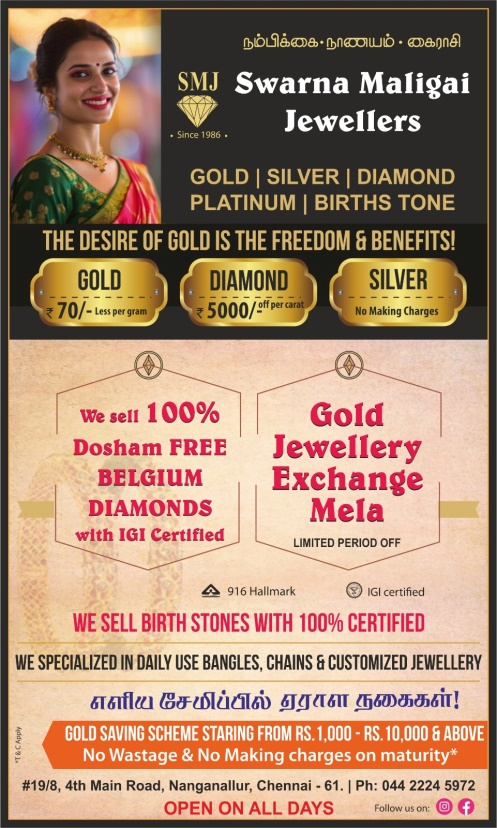 நம்பிக்கை • நாணயம் • கைராசி
SMJ
Since 1986
Swarna Maligai
Jewellers
GOLD | SILVER | DIAMOND
PLATINUM | BIRTHS TONE
THE DESIRE OF GOLD IS THE FREEDOM & BENEFITS!
GOLD
₹ 70/- Less per gram
DIAMOND
₹ 5000/- off per carat
SILVER
No Making Charges
We sell 100%
Dosham FREE
BELGIUM
DIAMONDS
with IGI Certified
Gold
Jewellery
Exchange
Mela
LIMITED PERIOD OFF
916 Hallmark
IGI certified
WE SELL BIRTH STONES WITH 100% CERTIFIED
WE SPECIALIZED IN DAILY USE BANGLES, CHAINS & CUSTOMIZED JEWELLERY
எளிய சேமிப்பில் ஏராள நகைகள்!
*T & C Apply
GOLD SAVING SCHEME STARING FROM RS. 1,000 - RS. 10,000 & ABOVE
No Wastage & No Making charges on maturity*
#19/8, 4th Main Road, Nanganallur, Chennai - 61. | Ph: 044 2224 5972
OPEN ON ALL DAYS
Follow us on: